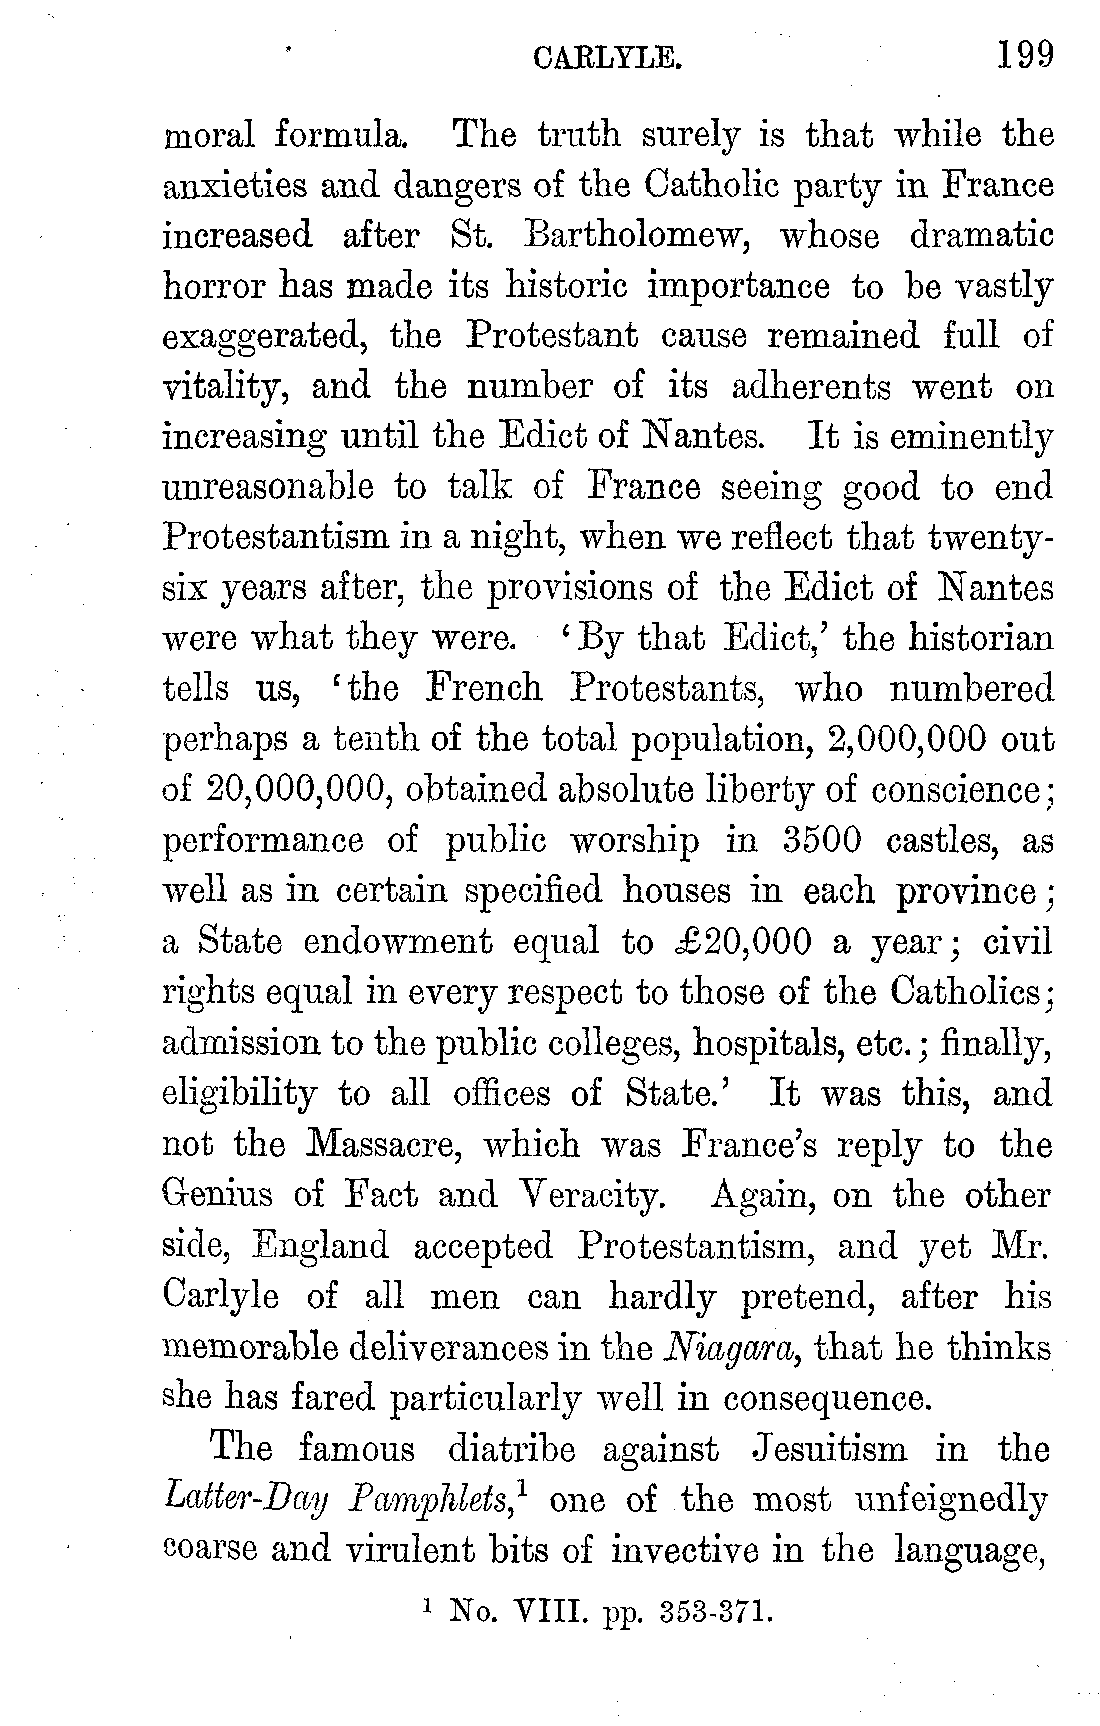 CARLYLE. 199
moral formula. The truth surely is that while the
anxieties and dangers of the Catholic party in France
increased after St. Bartholomew, whose dramatic
horror has made its historic importance to be vastly
exaggerated, the Protestant cause remained full of
vitality, and the number of its adherents went on
increasing until the Edict of Nantes. It is eminently
unreasonable to talk of France seeing good to end
Protestantism in a night, when we reflect that twenty-
six years after, the provisions of the Edict of Nantes
were what they were. ‘By that Edict,’ the historian
tells us, ‘the French Protestants, who numbered
perhaps a tenth of the total population, 2,000,000 out
of 20,000,000, obtained absolute liberty of conscience;
performance of public worship in 3500 castles, as
well as in certain specified houses in each province;
a State endowment equal to £20,000 a year; civil
rights equal in every respect to those of the Catholics;
admission to the public colleges, hospitals, etc.; finally,
eligibility to all offices of State.’ It was this, and
not the Massacre, which was France’s reply to the
Genius of Fact and Veracity. Again, on the other
side, England accepted Protestantism, and yet Mr.
Carlyle of all men can hardly pretend, after his
memorable deliverances in the Niagara, that he thinks
she has fared particularly well in consequence.
The famous diatribe against Jesuitism in the
Latter-Day Pamphlets,¹ one of the most unfeignedly
coarse and virulent bits of invective in the language,
¹ No. VIII. pp. 353-371.